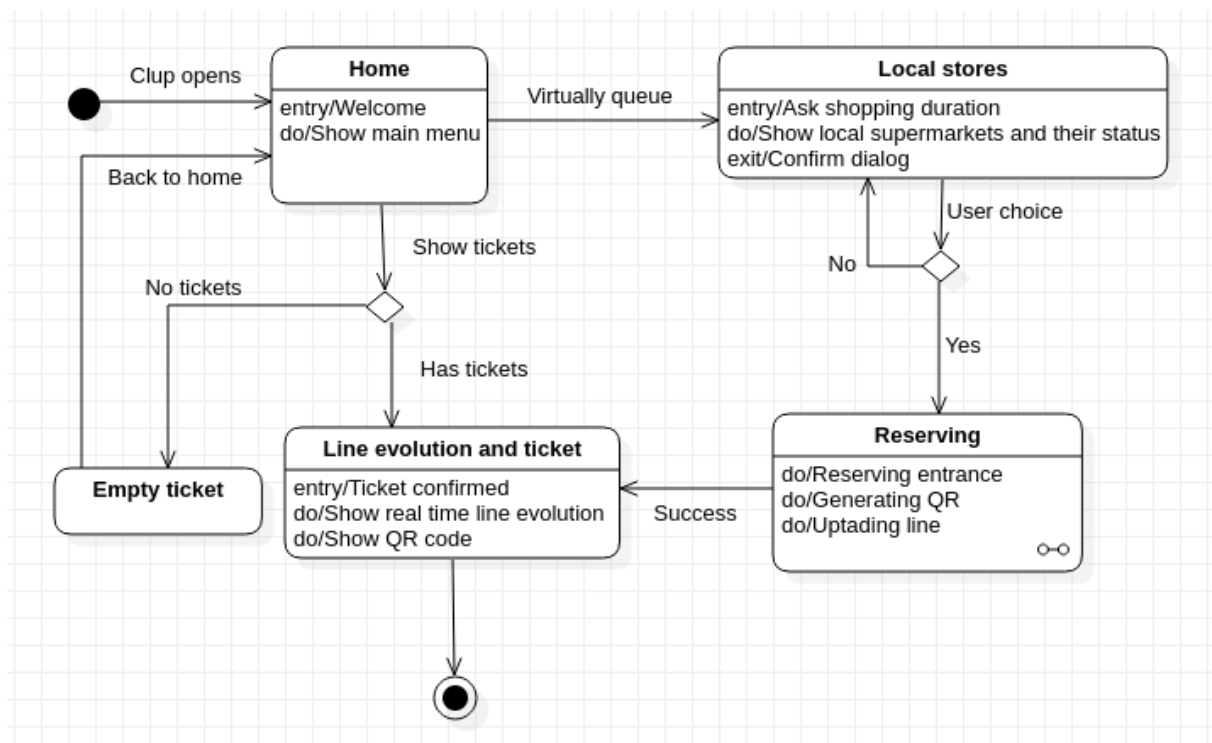 Clup opens
Home
entry/Welcome
do/Show main menu
Virtually queue
Local stores
entry/Ask shopping duration
do/Show local supermarkets and their status
exit/Confirm dialog
Back to home
User choice
Show tickets
No
No tickets
Yes
Has tickets
Empty ticket
Line evolution and ticket
entry/Ticket confirmed
do/Show real time line evolution
do/Show QR code
Success
Reserving
do/Reserving entrance
do/Generating QR
do/Uptading line